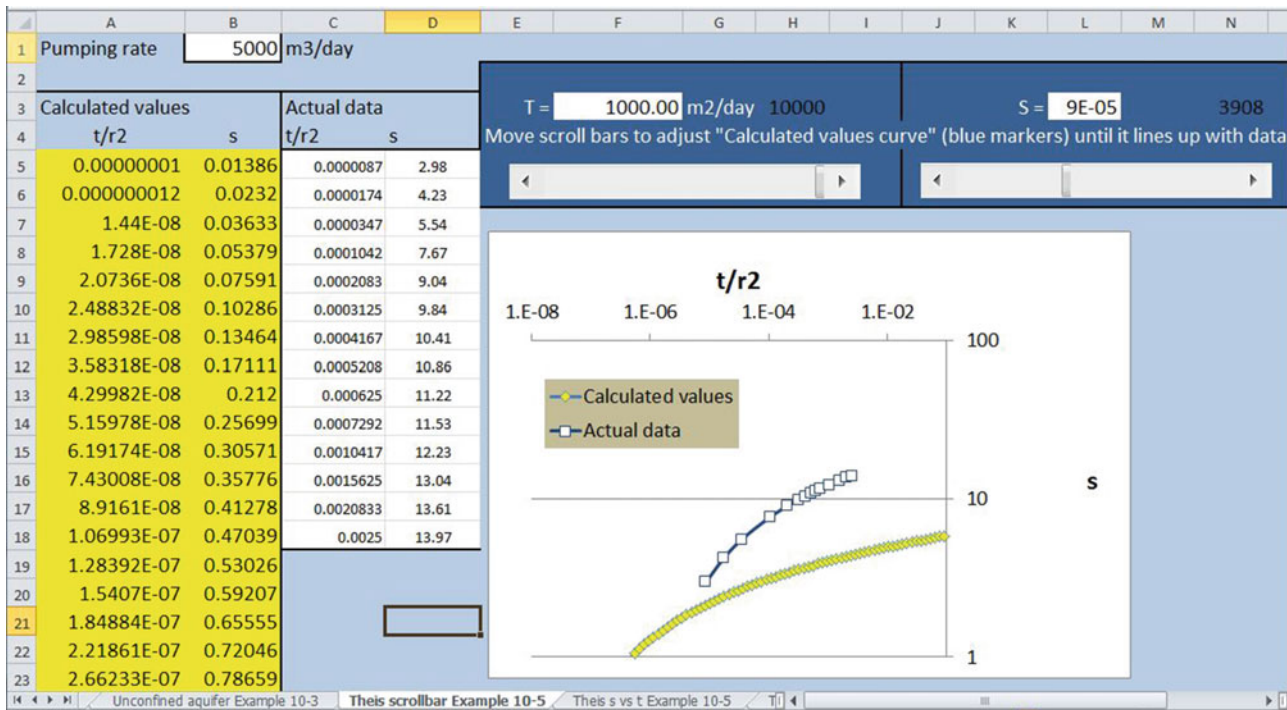 A B C D E F G H I J K L M N
1 Pumping rate 5000 m3/day
2
3 Calculated values Actual data T = 1000.00 m2/day 10000 S = 9E-05 3908
4 t/r2 s t/r2 s Move scroll bars to adjust "Calculated values curve" (blue markers) until it lines up with data
5 0.00000001 0.01386 0.0000087 2.98
6 0.000000012 0.0232 0.0000174 4.23
7 1.44E-08 0.03633 0.0000347 5.54
8 1.728E-08 0.05379 0.0001042 7.67
9 2.0736E-08 0.07591 0.0002083 9.04
10 2.48832E-08 0.10286 0.0003125 9.84
11 2.98598E-08 0.13464 0.0004167 10.41
12 3.58318E-08 0.17111 0.0005208 10.86
13 4.29982E-08 0.212 0.000625 11.22
14 5.15978E-08 0.25699 0.0007292 11.53
15 6.19174E-08 0.30571 0.0010417 12.23
16 7.43008E-08 0.35776 0.0015625 13.04
17 8.9161E-08 0.41278 0.0020833 13.61
18 1.06993E-07 0.47039 0.0025 13.97
19 1.28392E-07 0.53026
20 1.5407E-07 0.59207
21 1.84884E-07 0.65555
22 2.21861E-07 0.72046
23 2.66233E-07 0.78659
t/r2
1.E-08 1.E-06 1.E-04 1.E-02
100
Calculated values
Actual data
10
s
1
Unconfined aquifer Example 10-3 Theis scrollbar Example 10-5 Theis s vs t Example 10-5